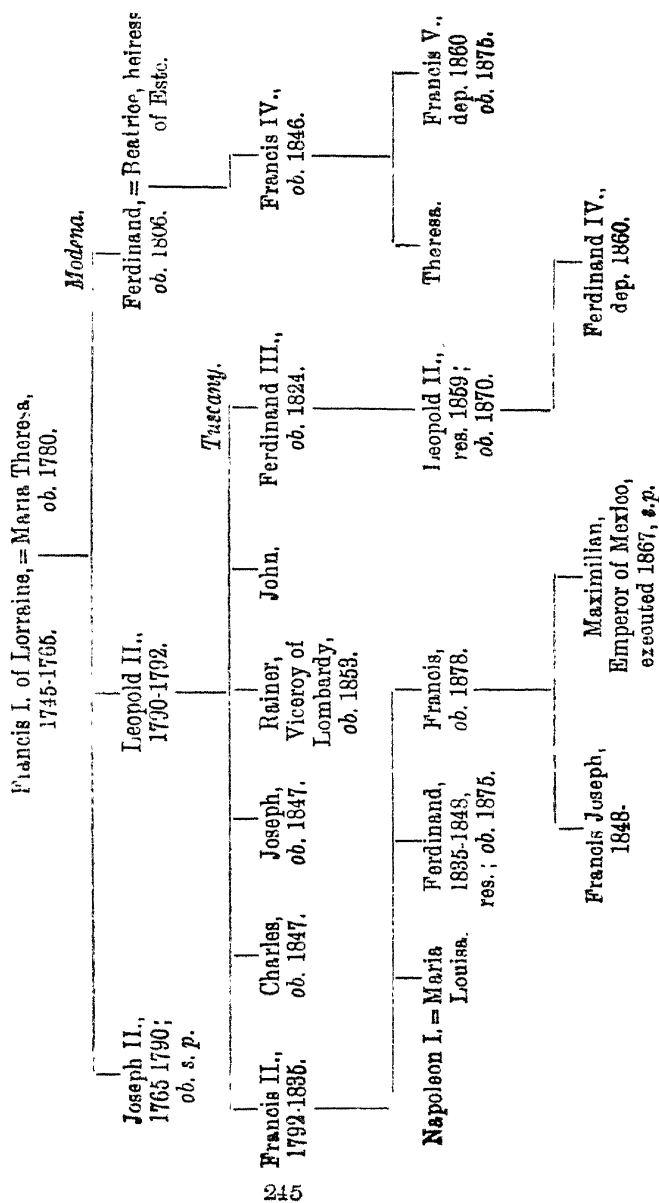 Francis I. of Lorraine, = Maria Theresa,
1745-1765.
ob. 1780.
Modena.
Joseph II.,
1765 1790;
ob. s. p.
Leopold II.,
1790-1792.
Ferdinand, = Beatrice, heiress
ob. 1806.
of Este.
Tuscany.
Francis II.,
1792-1835.
Charles,
ob. 1847.
Joseph,
ob. 1847.
Rainer,
Viceroy of
Lombardy,
ob. 1853.
John.
Ferdinand III.,
ob. 1824.
Francis IV.,
ob. 1846.
Napoleon I. = Maria
Louisa.
Ferdinand,
1835-1848,
res.; ob. 1875.
Francis,
ob. 1878.
Leopold II.,
res. 1859;
ob. 1870.
Theresa.
Francis V.,
dep. 1860
ob. 1875.
Francis Joseph,
1848-
Maximilian,
Emperor of Mexico,
executed 1867, s.p.
Ferdinand IV.,
dep. 1860.
245